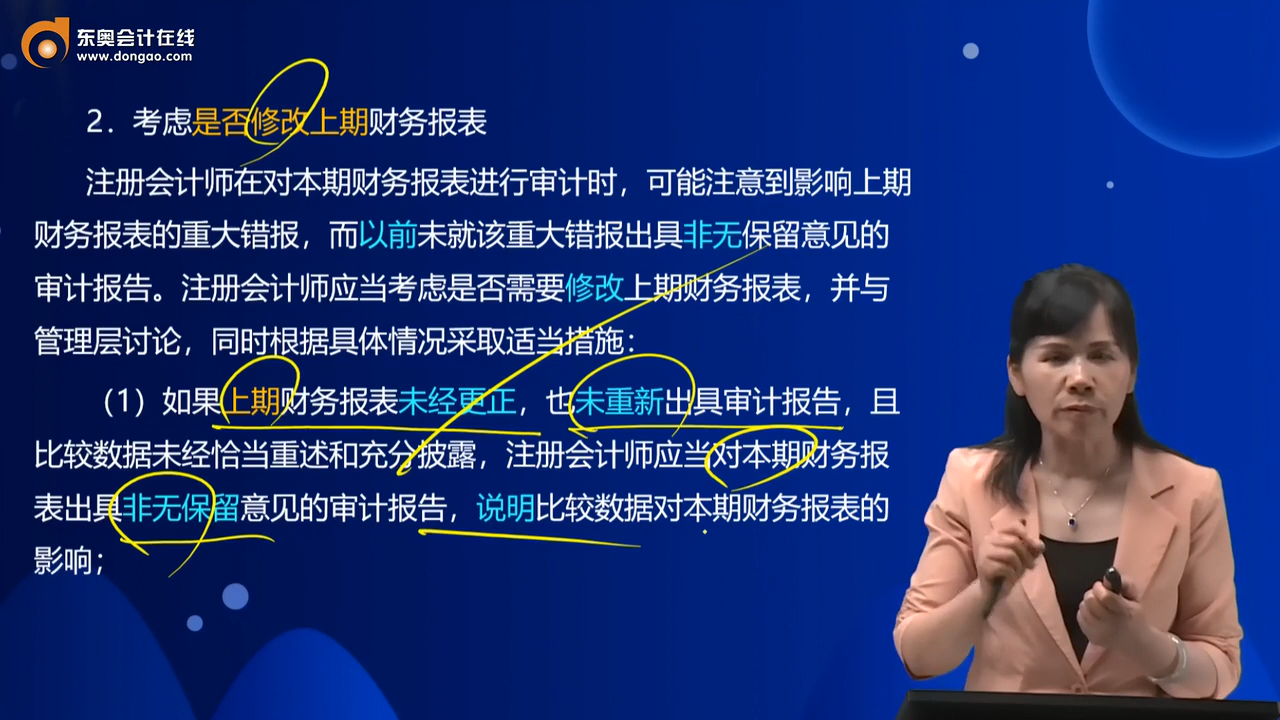 东奥会计在线
www.dongao.com
2．考虑是否修改上期财务报表
注册会计师在对本期财务报表进行审计时，可能注意到影响上期
财务报表的重大错报，而以前未就该重大错报出具非无保留意见的
审计报告。注册会计师应当考虑是否需要修改上期财务报表，并与
管理层讨论，同时根据具体情况采取适当措施：
（1）如果上期财务报表未经更正，也未重新出具审计报告，且
比较数据未经恰当重述和充分披露，注册会计师应当对本期财务报
表出具非无保留意见的审计报告，说明比较数据对本期财务报表的
影响；